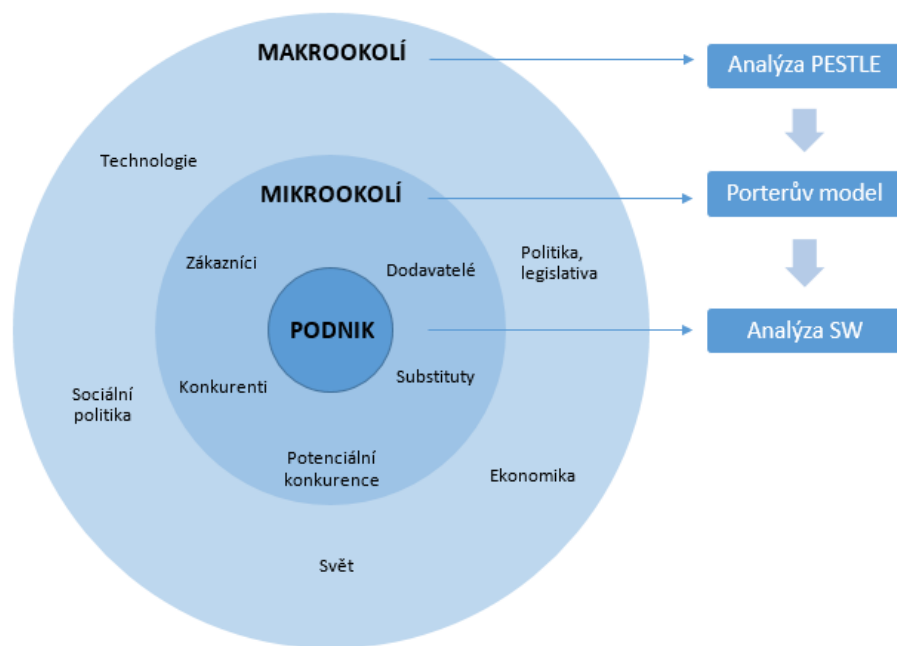 MAKROOKOLÍ
Analýza PESTLE
Technologie
MIKROOKOLÍ
Porterův model
Zákazníci
Dodavatelé
Politika,
legislativa
PODNIK
Analýza SW
Konkurenti
Substituty
Sociální
politika
Potenciální
konkurence
Ekonomika
Svět